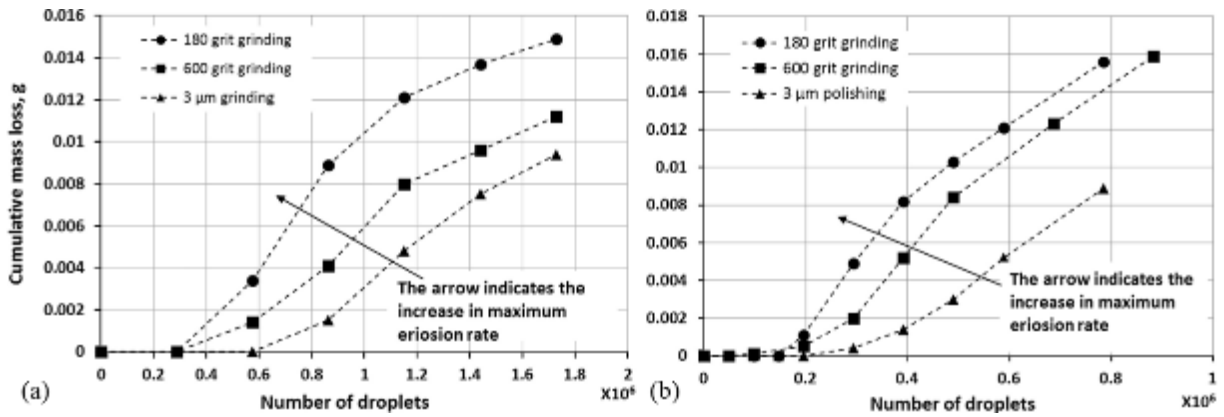 0.016
0.014
0.012
0.01
0.008
0.006
0.004
0.002
0
Cumulative mass loss, g
180 grit grinding
600 grit grinding
3 µm grinding
The arrow indicates the
increase in maximum
eriosion rate
0 0.2 0.4 0.6 0.8 1 1.2 1.4 1.6 1.8 2
X10⁶
Number of droplets
(a)
0.018
0.016
0.014
0.012
0.01
0.008
0.006
0.004
0.002
0
180 grit grinding
600 grit grinding
3 µm polishing
The arrow indicates the
increase in maximum
eriosion rate
0 0.2 0.4 0.6 0.8 1
X10⁶
Number of droplets
(b)